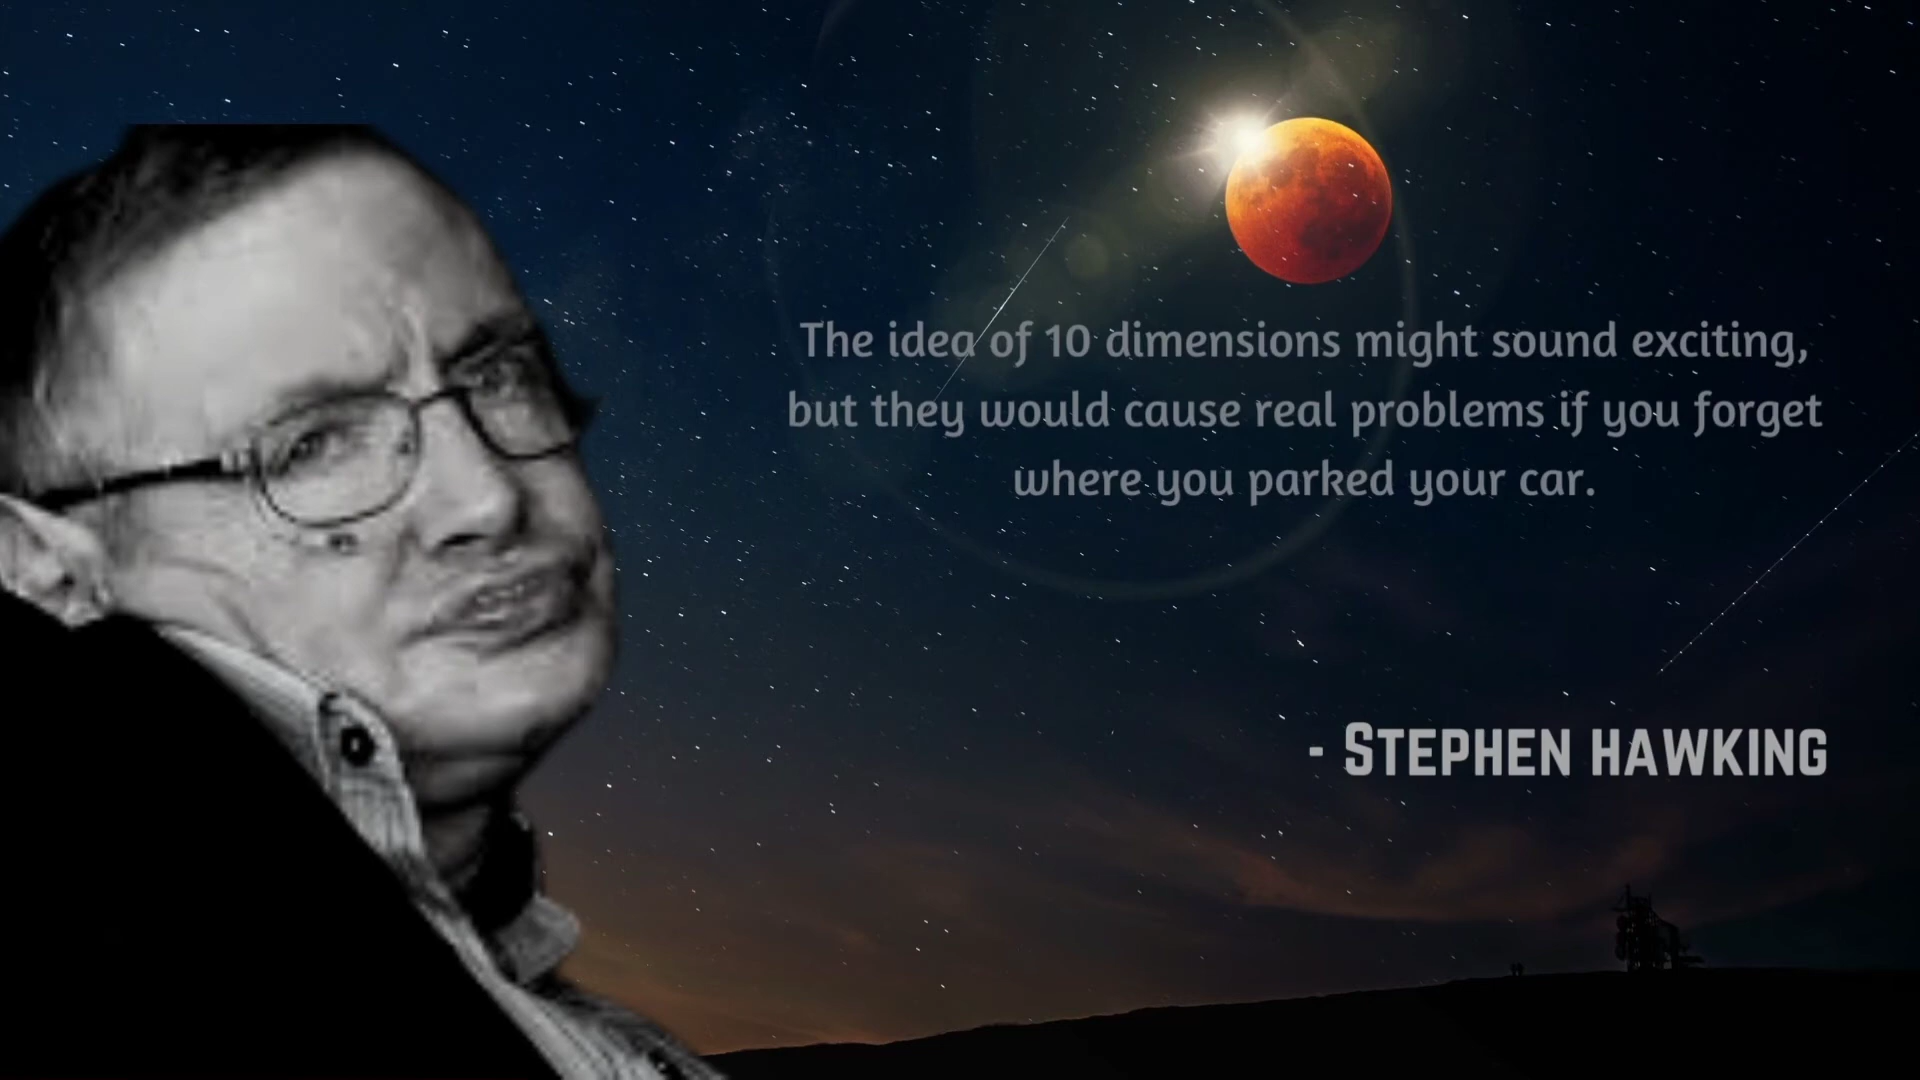 The idea of 10 dimensions might sound exciting,
but they would cause real problems if you forget
where you parked your car.
- STEPHEN HAWKING